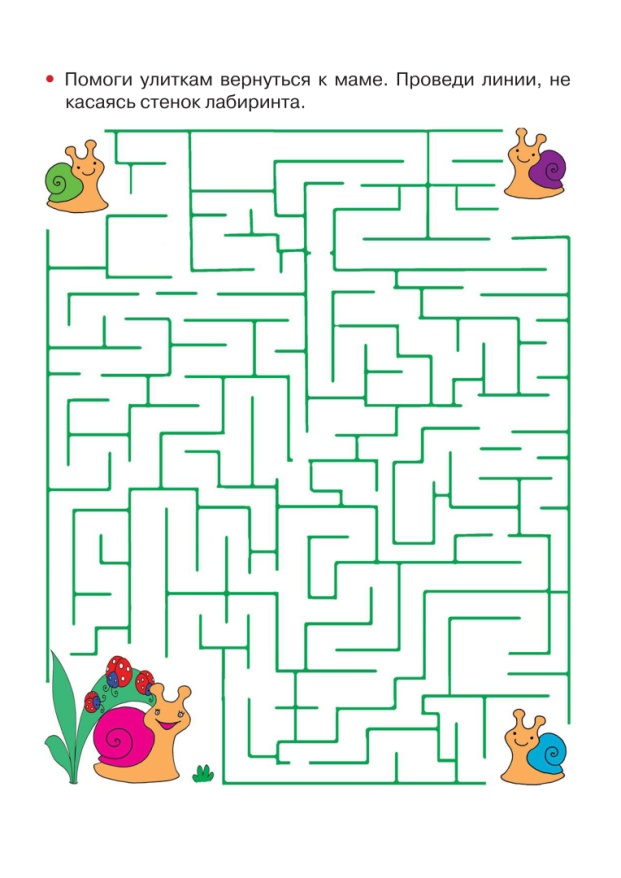 • Помоги улиткам вернуться к маме. Проведи линии, не
касаясь стенок лабиринта.